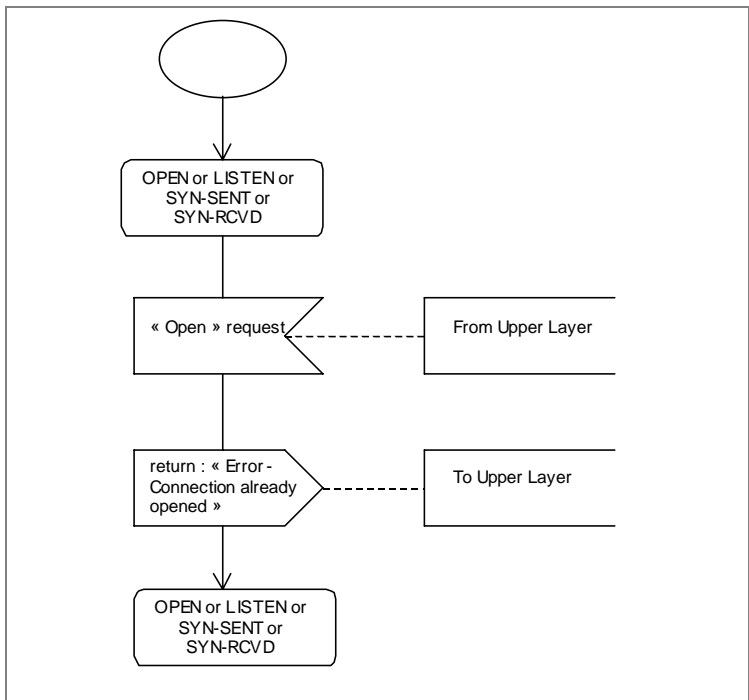 OPEN or LISTEN or
SYN-SENT or
SYN-RCVD
« Open » request
From Upper Layer
return : « Error -
Connection already
opened »
To Upper Layer
OPEN or LISTEN or
SYN-SENT or
SYN-RCVD